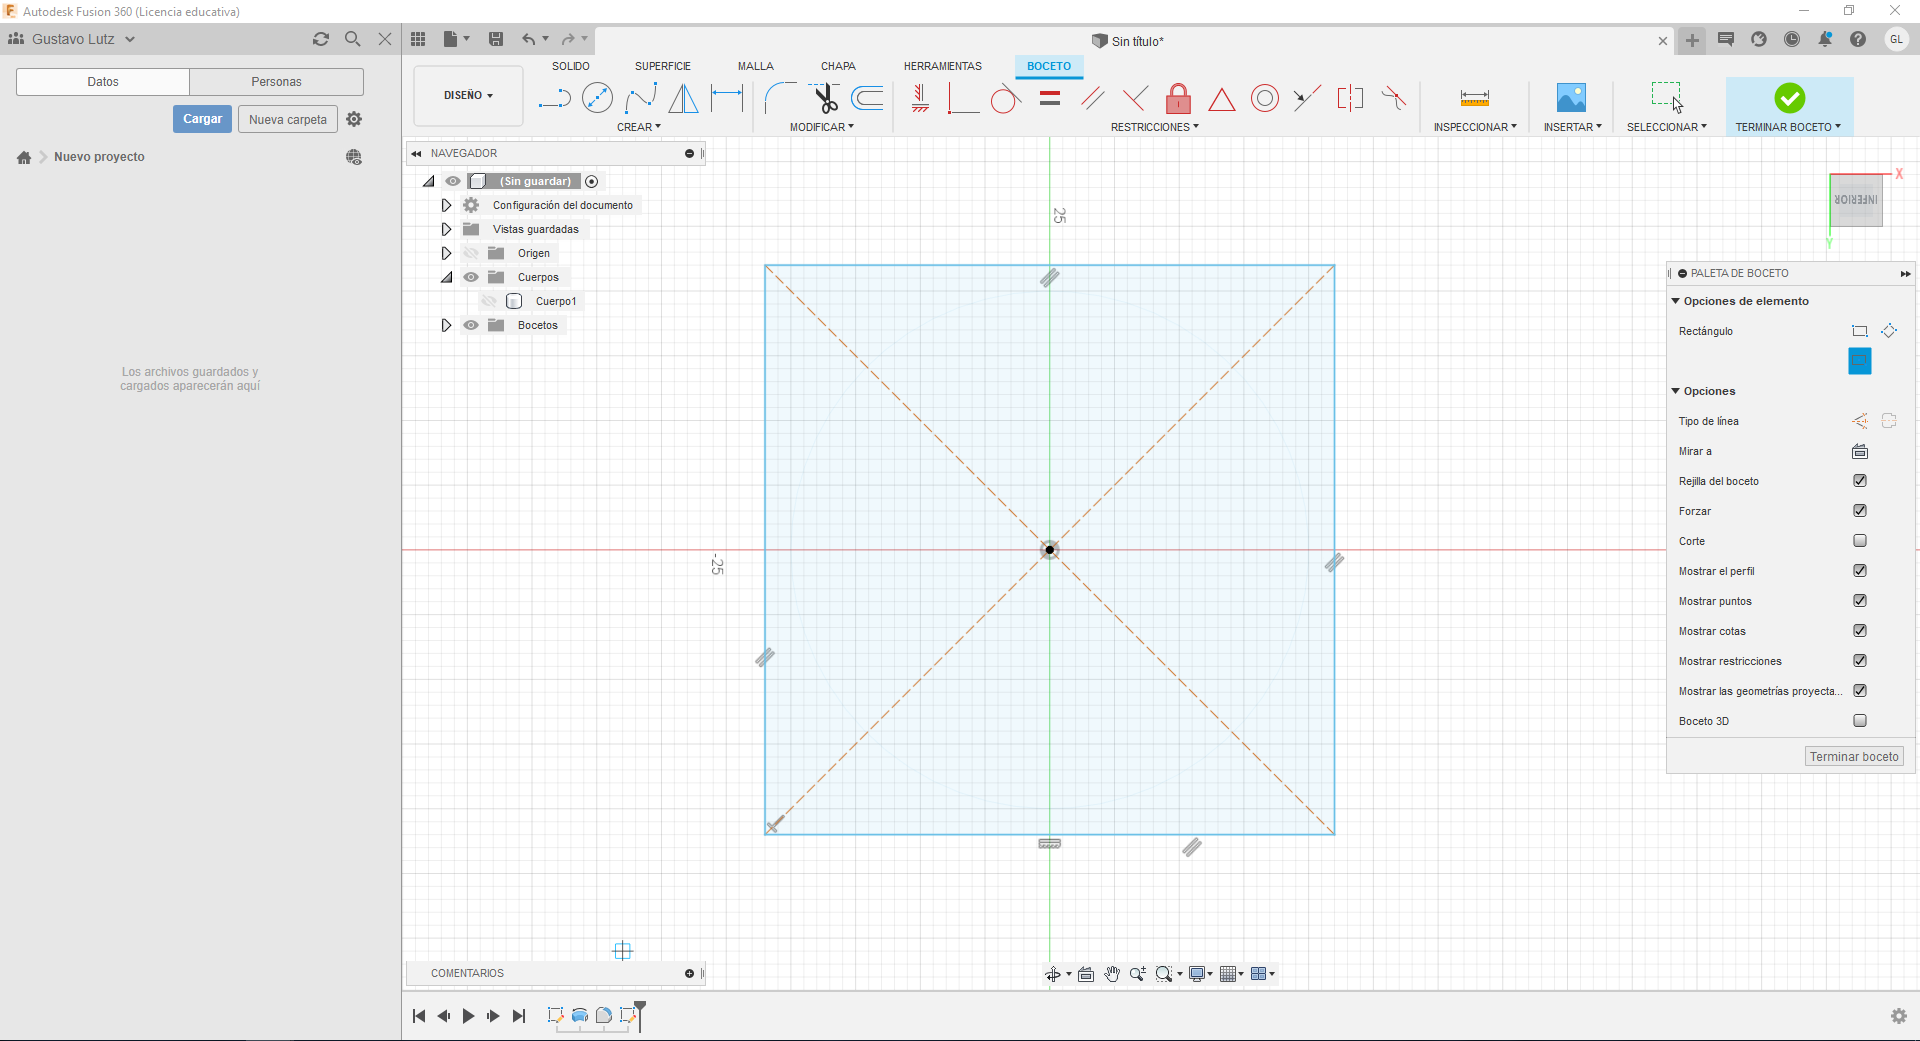 Autodesk Fusion 360 (Licencia educativa)
Gustavo Lutz
Sin título*
GL
Datos
Personas
Cargar
Nueva carpeta
Nuevo proyecto
Los archivos guardados y
cargados aparecerán aquí
DISEÑO
SOLIDO
SUPERFICIE
MALLA
CHAPA
HERRAMIENTAS
BOCETO
CREAR
MODIFICAR
RESTRICCIONES
INSPECCIONAR
INSERTAR
SELECCIONAR
TERMINAR BOCETO
NAVEGADOR
(Sin guardar)
Configuración del documento
Vistas guardadas
Origen
Cuerpos
Cuerpo1
Bocetos
25
-25
X
INFERIOR
Y
PALETA DE BOCETO
Opciones de elemento
Rectángulo
Opciones
Tipo de línea
Mirar a
Rejilla del boceto
Forzar
Corte
Mostrar el perfil
Mostrar puntos
Mostrar cotas
Mostrar restricciones
Mostrar las geometrías proyecta...
Boceto 3D
Terminar boceto
COMENTARIOS